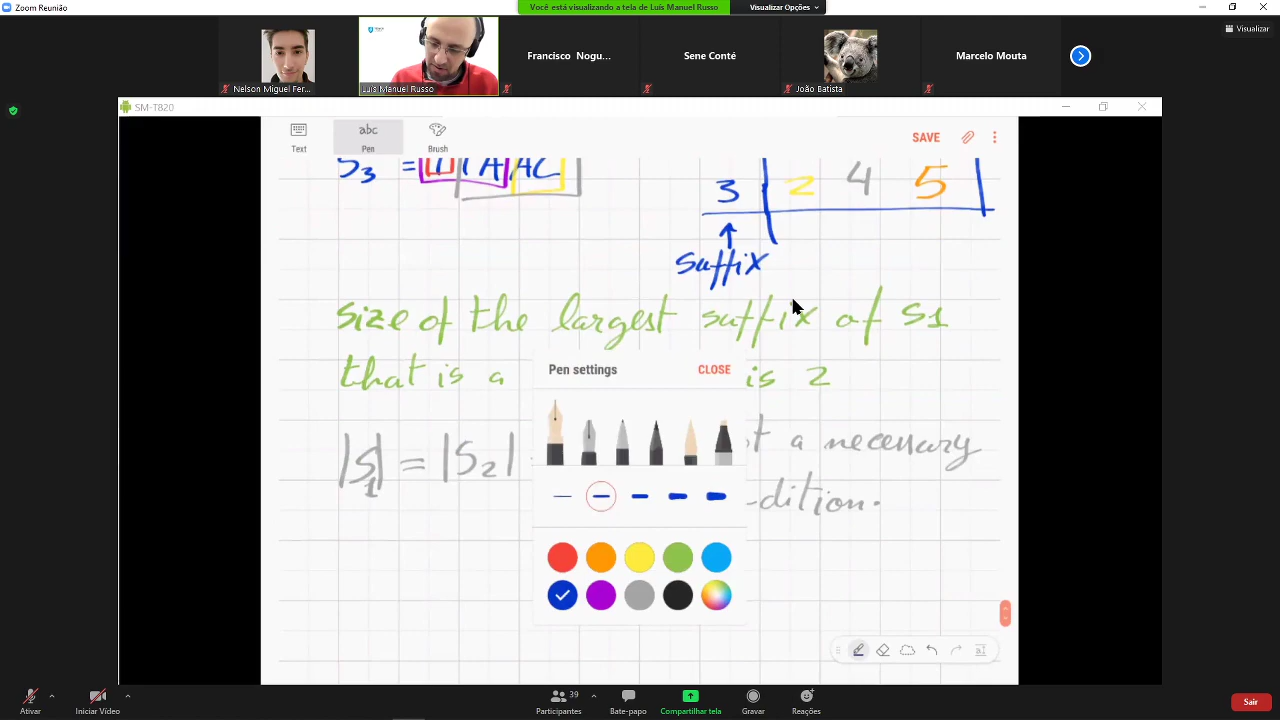 Zoom Reunião
Você está visualizando a tela de Luis Manuel Russo
Visualizar Opções
Visualizar
Nelson Miguel Fer...
Luis Manuel Russo
Francisco Nogu...
Sene Conté
João Batista
Marcelo Mouta
SM-T820
Text
abc
Pen
Brush
SAVE
S3 =
AC
3 2 4 5
suffix
size of the largest suffix of S1
that is a
is 2
|S1| = |S2|
t a necessary
-dition.
Pen settings
CLOSE
Ativar
Iniciar Vídeo
Participantes
39
Bate-papo
Compartilhar tela
Gravar
Reações
Sair